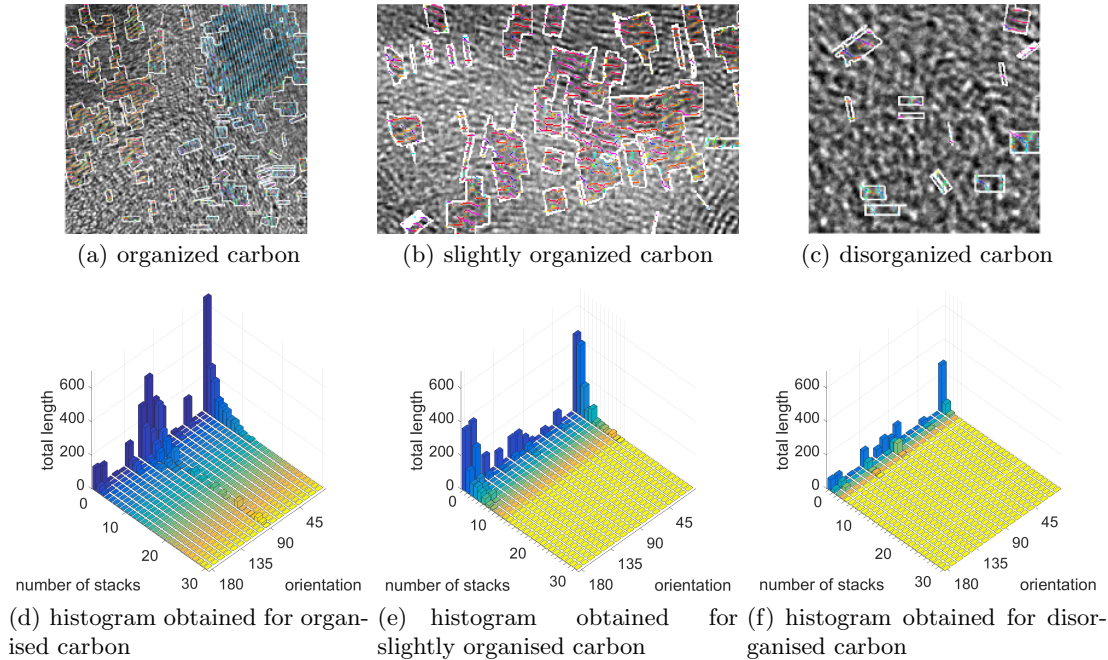 (a) organized carbon
(b) slightly organized carbon
(c) disorganized carbon
600
400
200
0
total length
0
10
20
30
number of stacks
180
135
90
45
orientation
600
400
200
0
total length
0
10
20
30
number of stacks
180
135
90
45
orientation
600
400
200
0
total length
0
10
20
30
number of stacks
180
135
90
45
orientation
(d) histogram obtained for organ-
ised carbon
(e) histogram obtained for
slightly organised carbon
(f) histogram obtained for disor-
ganised carbon